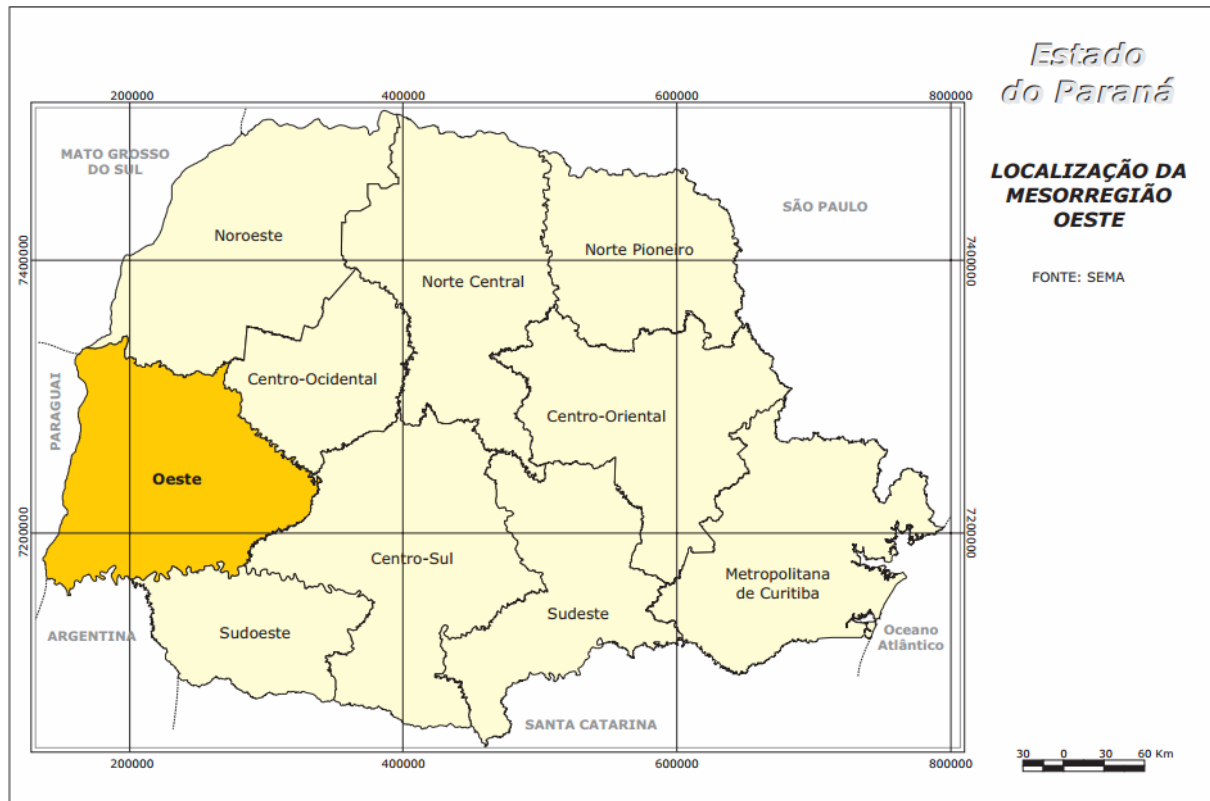 Estado
do Paraná
LOCALIZAÇÃO DA
MESORREGIÃO
OESTE
FONTE: SEMA
200000
400000
600000
800000
MATO GROSSO
DO SUL
SÃO PAULO
Noroeste
Norte Pioneiro
7400000
7400000
Norte Central
Centro-Ocidental
PARAGUAI
Centro-Oriental
Oeste
7200000
7200000
Centro-Sul
Metropolitana
de Curitiba
Sudeste
Sudoeste
ARGENTINA
Oceano
Atlântico
SANTA CATARINA
200000
400000
600000
800000
30 0 30 60 Km